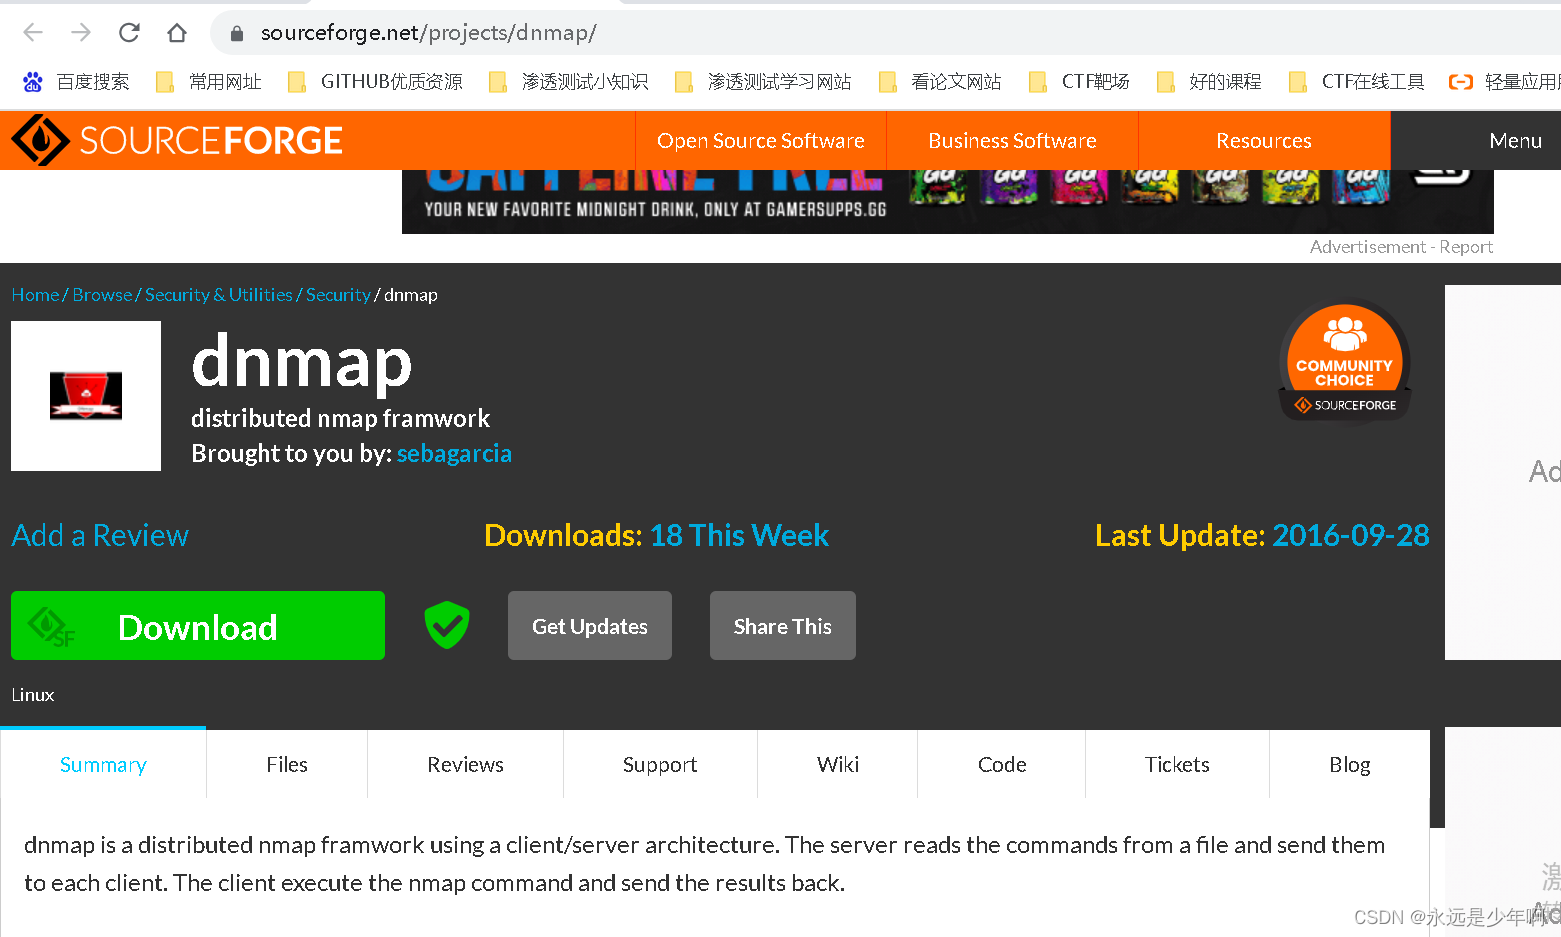 sourceforge.net/projects/dnmap/
百度搜索 常用网址 GITHUB优质资源 渗透测试小知识 渗透测试学习网站 看论文网站 CTF靶场 好的课程 CTF在线工具 轻量应用
SOURCEFORGE Open Source Software Business Software Resources Menu
CAFFEINE FREE
YOUR NEW FAVORITE MIDNIGHT DRINK, ONLY AT GAMERSUPPS.GG
Advertisement - Report
Home / Browse / Security & Utilities / Security / dnmap
dnmap
distributed nmap framwork
Brought to you by: sebagarcia
COMMUNITY
CHOICE
SOURCEFORGE
Add a Review Downloads: 18 This Week Last Update: 2016-09-28
SF Download Get Updates Share This
Linux
Summary Files Reviews Support Wiki Code Tickets Blog
dnmap is a distributed nmap framwork using a client/server architecture. The server reads the commands from a file and send them
to each client. The client execute the nmap command and send the results back.
CSDN @永远是少年啊